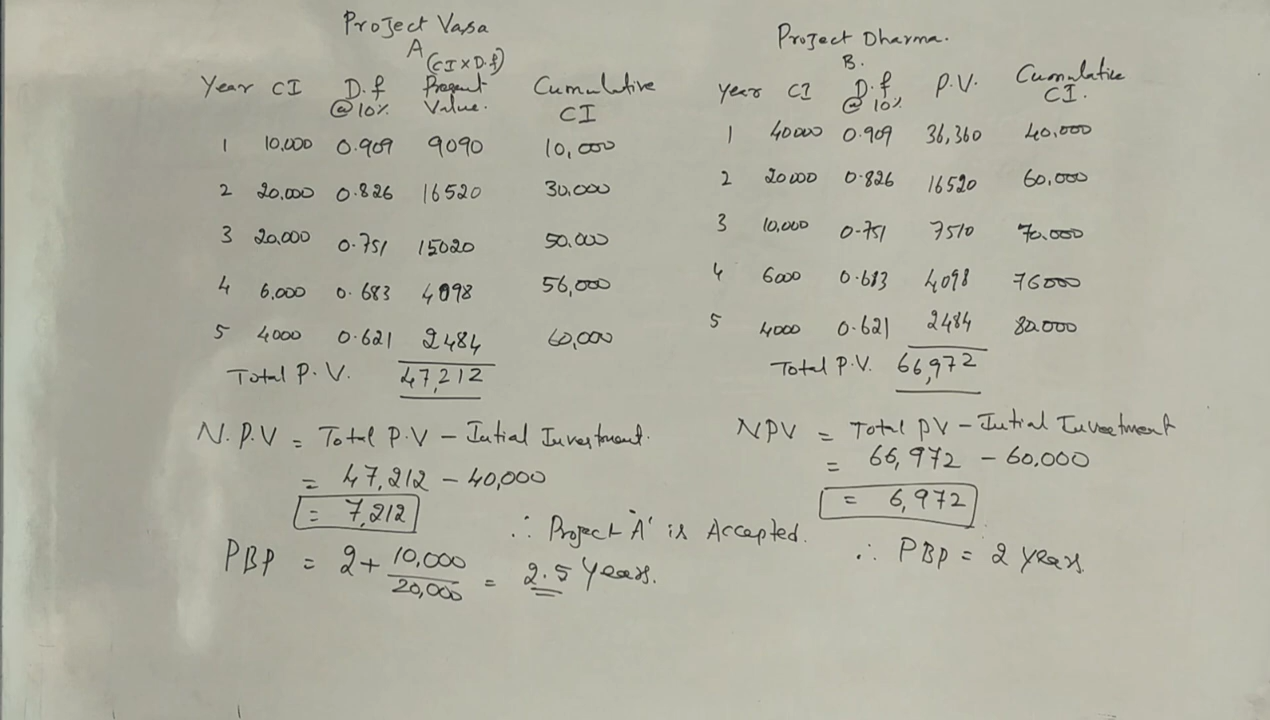 Project Vasa
A
(CI x D.f)
Year CI D.f Present Cumulative
@ 10% Value. CI
1 10,000 0.909 9090 10,000
2 20,000 0.826 16520 30,000
3 20,000 0.751 15020 50,000
4 6,000 0.683 4098 56,000
5 4000 0.621 2484 60,000
Total P.V. 47,212
N.P.V = Total P.V - Intial Investment.
= 47,212 - 40,000
= 7,212
∴ Project 'A' is Accepted.
PBP = 2 + 10,000
20,000
= 2.5 Years.
Project Dharma.
B.
Year CI D.f P.V. Cumulative
@ 10% CI.
1 40000 0.909 36,360 40,000
2 20000 0.826 16520 60,000
3 10,000 0.751 7510 70,000
4 6000 0.683 4098 76000
5 4000 0.621 2484 80,000
Total P.V. 66,972
NPV = Total PV - Intial Investment
= 66,972 - 60,000
= 6,972
∴ PBP = 2 Years.